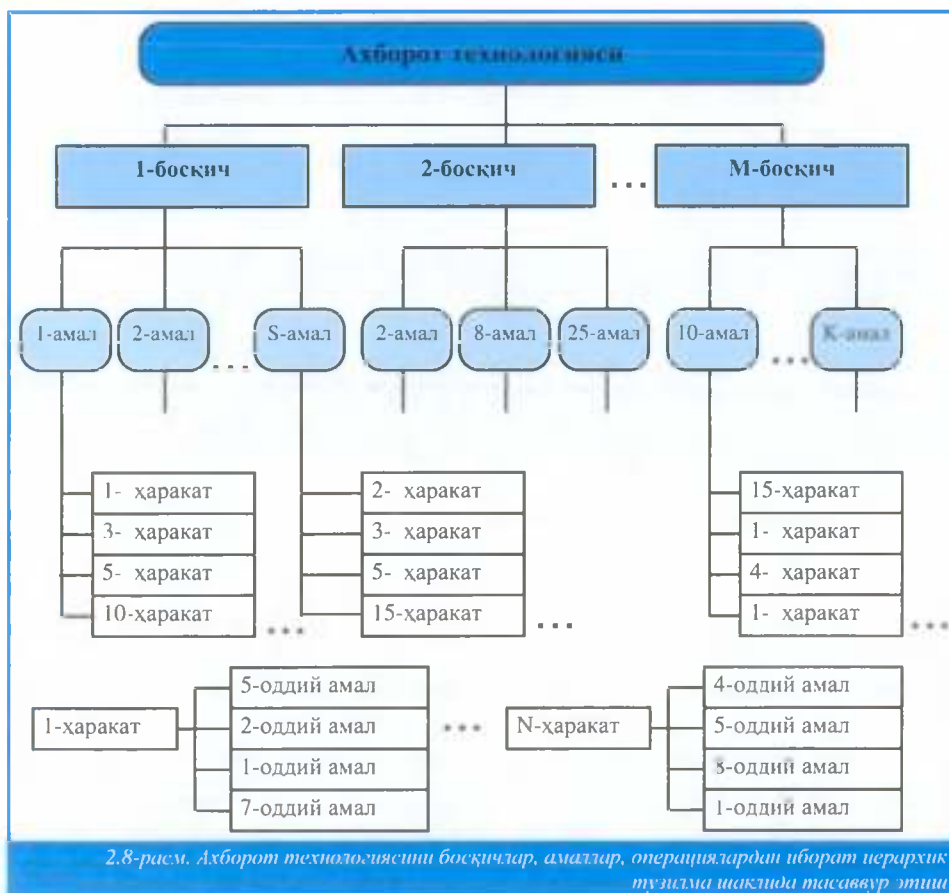 Ахборот технологияси
1-босқич 2-босқич ... М-босқич
1-амал 2-амал ... S-амал 2-амал 8-амал 25-амал 10-амал ... К-амал
1- ҳаракат 2- ҳаракат 15-ҳаракат
3- ҳаракат 3- ҳаракат 1- ҳаракат
5- ҳаракат 5- ҳаракат 4- ҳаракат
10-ҳаракат ... 15-ҳаракат ... 1- ҳаракат ...
5-оддий амал 4-оддий амал
1-ҳаракат 2-оддий амал ... N-ҳаракат 5-оддий амал
1-оддий амал 8-оддий амал
7-оддий амал 1-оддий амал
2.8-расм. Ахборот технологиясини босқичлар, амаллар, операциялардан иборат иерархик
тузилма шаклида тасаввур этиш